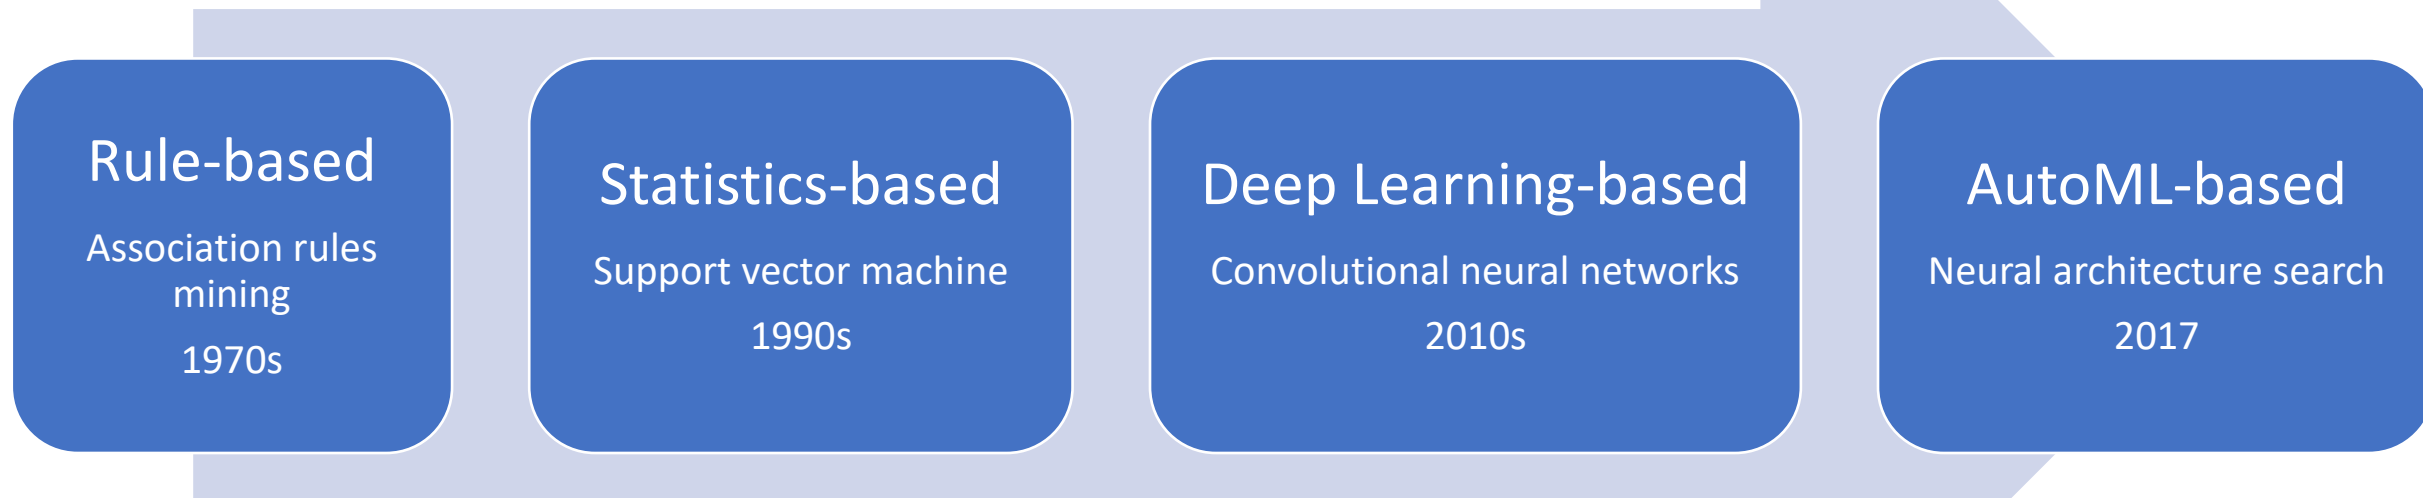 Rule-based
Association rules
mining
1970s
Statistics-based
Support vector machine
1990s
Deep Learning-based
Convolutional neural networks
2010s
AutoML-based
Neural architecture search
2017